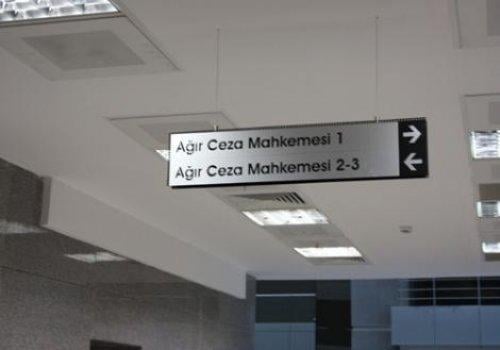 Ağır Ceza Mahkemesi 1 →
Ağır Ceza Mahkemesi 2-3 ←